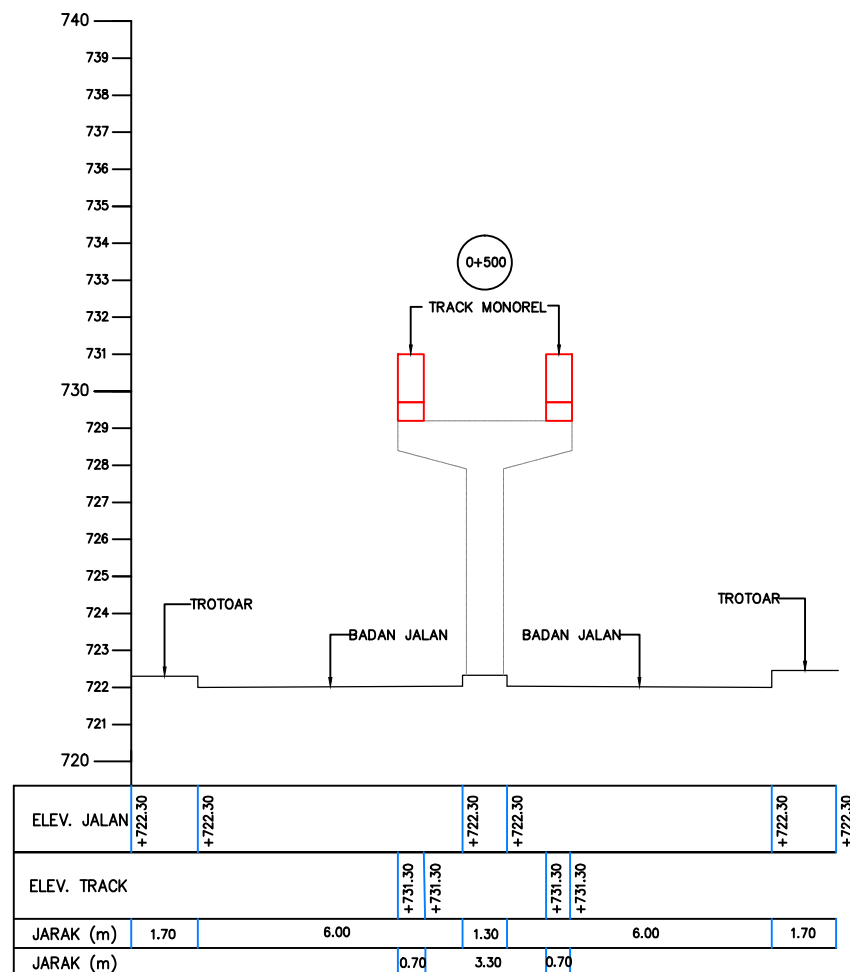 740
739
738
737
736
735
734
733
732
731
730
729
728
727
726
725
724
723
722
721
720
0+500
TRACK MONOREL
TROTOAR
TROTOAR
BADAN JALAN
BADAN JALAN
ELEV. JALAN +722.30 +722.30 +722.30 +722.30 +722.30 +722.30
ELEV. TRACK +731.30 +731.30 +731.30 +731.30
JARAK (m) 1.70 6.00 1.30 6.00 1.70
JARAK (m) 0.70 3.30 0.70